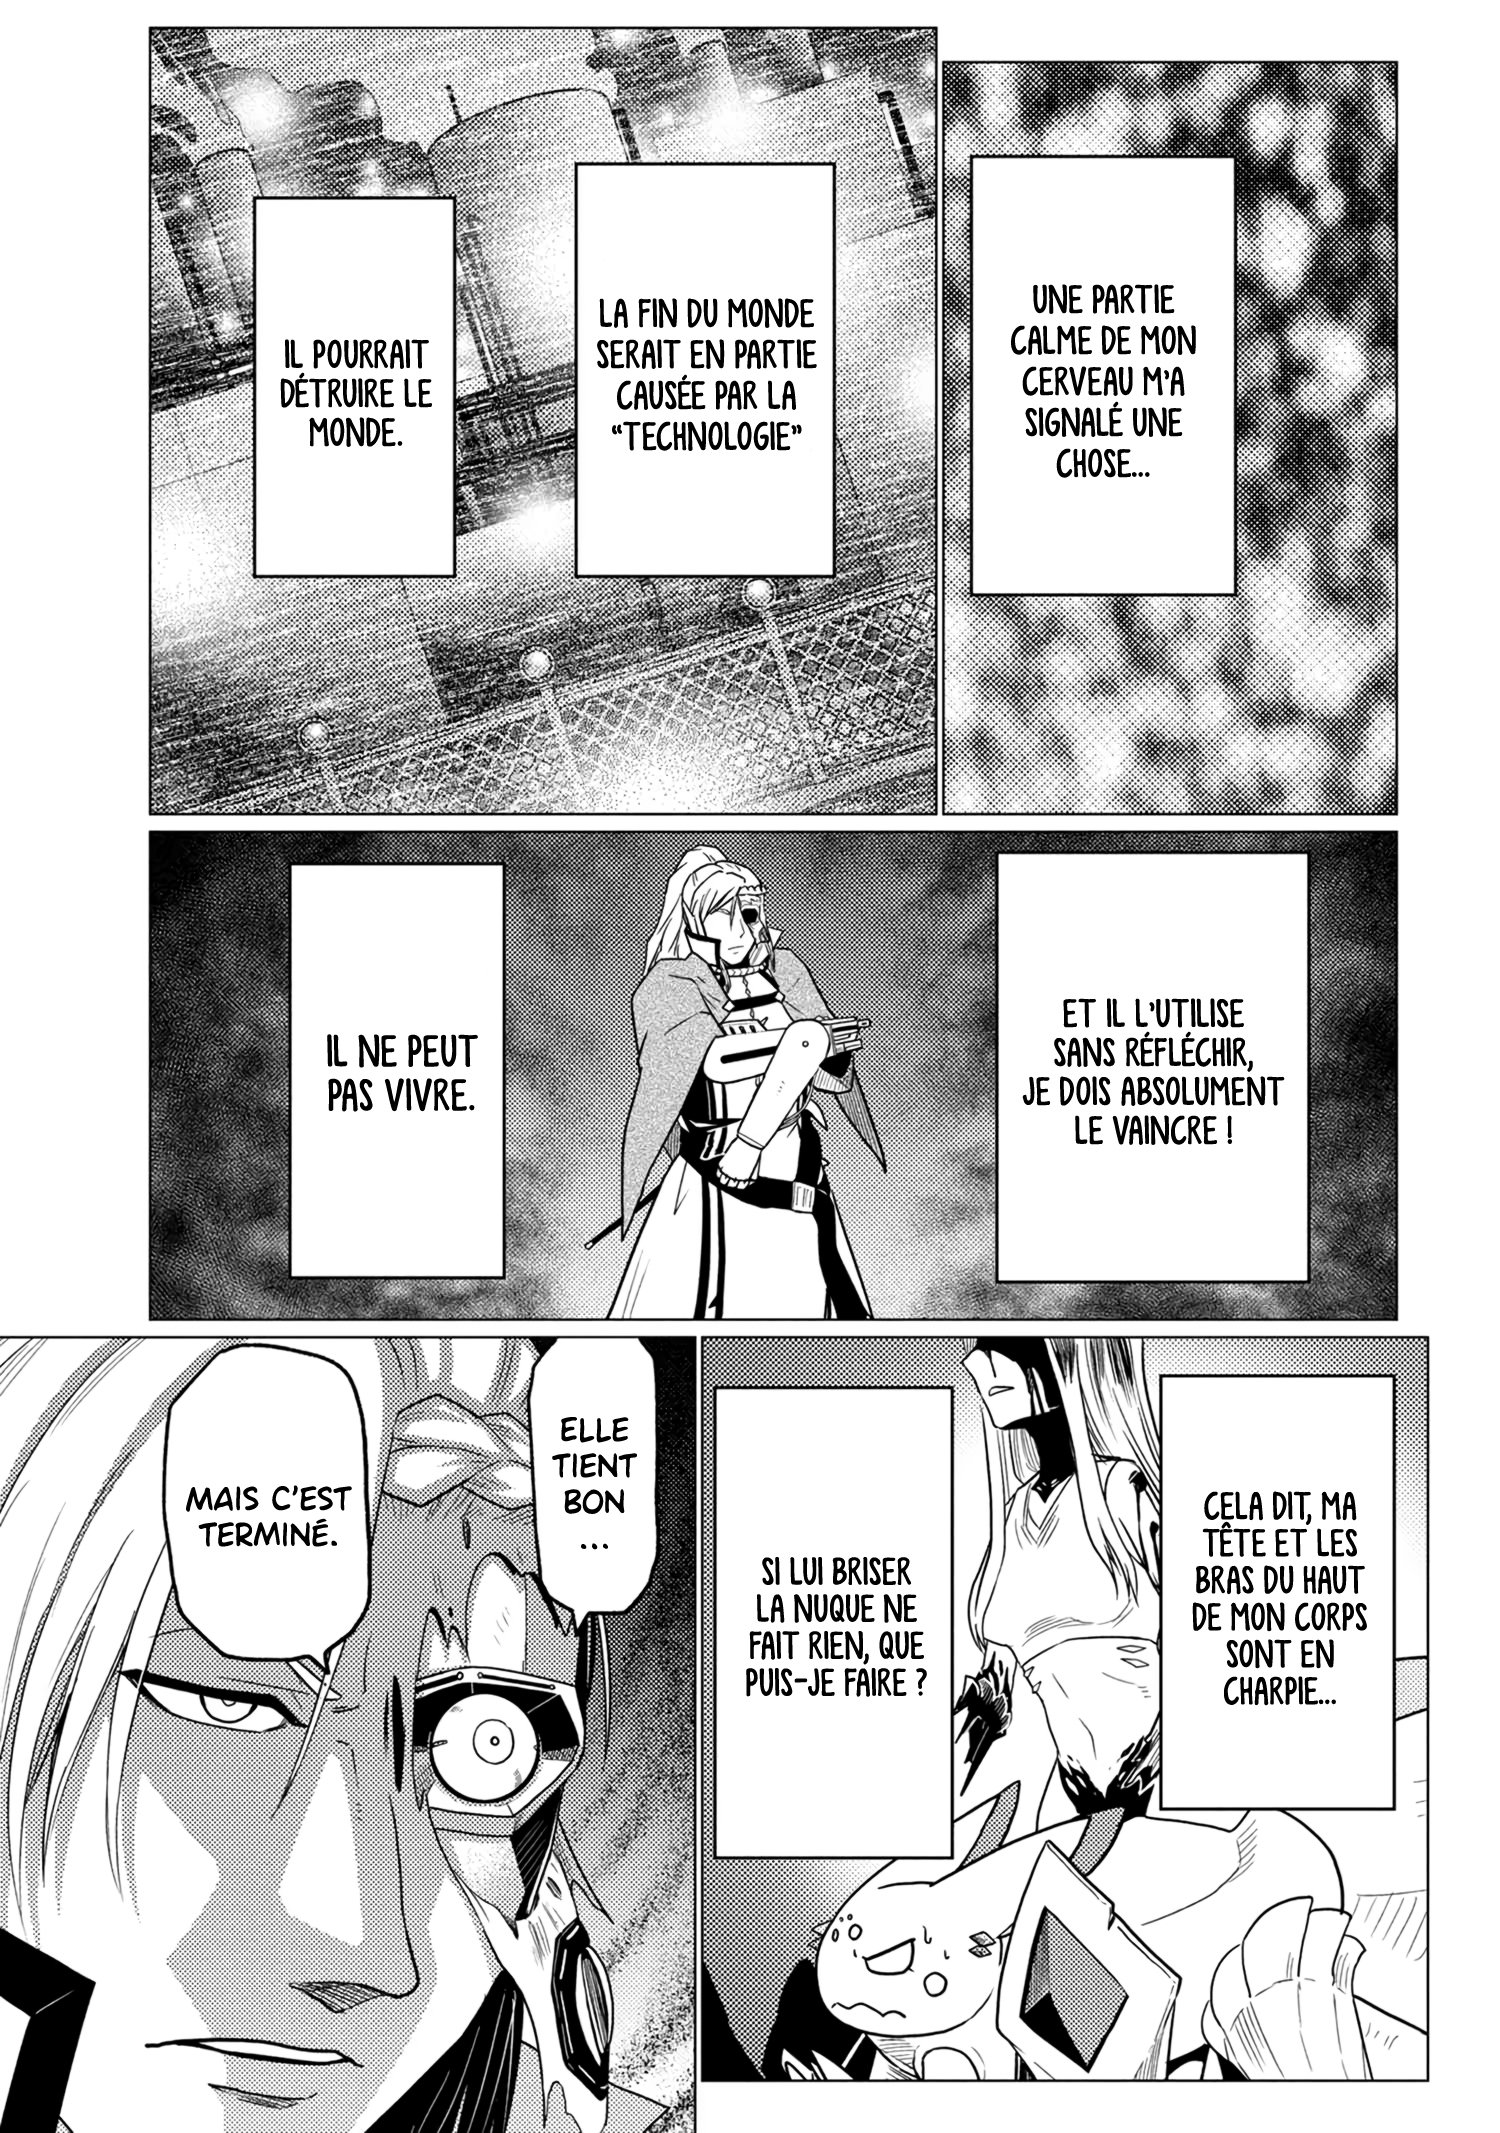 UNE PARTIE
CALME DE MON
CERVEAU M'A
SIGNALÉ UNE
CHOSE...
LA FIN DU MONDE
SERAIT EN PARTIE
CAUSÉE PAR LA
“TECHNOLOGIE”
IL POURRAIT
DÉTRUIRE LE
MONDE.
ET IL L'UTILISE
SANS RÉFLÉCHIR,
JE DOIS ABSOLUMENT
LE VAINCRE !
IL NE PEUT
PAS VIVRE.
CELA DIT, MA
TÊTE ET LES
BRAS DU HAUT
DE MON CORPS
SONT EN
CHARPIE...
SI LUI BRISER
LA NUQUE NE
FAIT RIEN, QUE
PUIS-JE FAIRE ?
ELLE
TIENT
BON
...
MAIS C'EST
TERMINÉ.